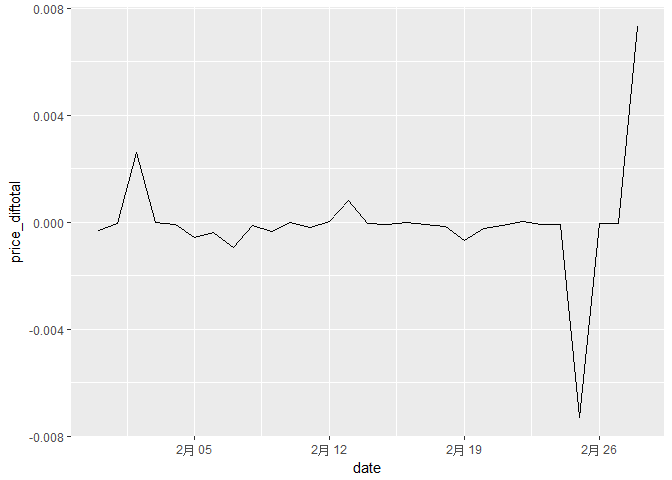 0.008
0.004
0.000
-0.004
-0.008
price_diftotal
2月 05
2月 12
2月 19
2月 26
date